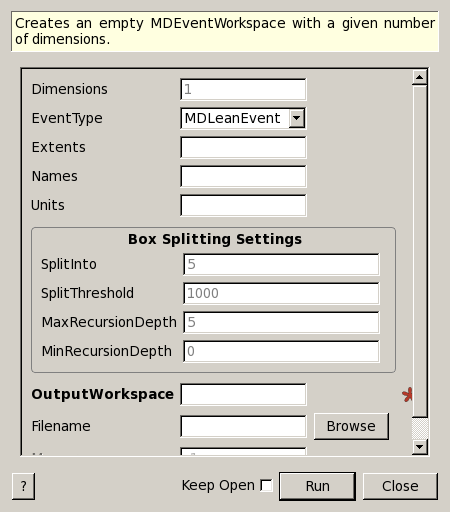 Creates an empty MDEventWorkspace with a given number
of dimensions.
Dimensions 1
EventType MDLeanEvent
Extents
Names
Units
Box Splitting Settings
SplitInto 5
SplitThreshold 1000
MaxRecursionDepth 5
MinRecursionDepth 0
OutputWorkspace *
Filename Browse
? Keep Open Run Close